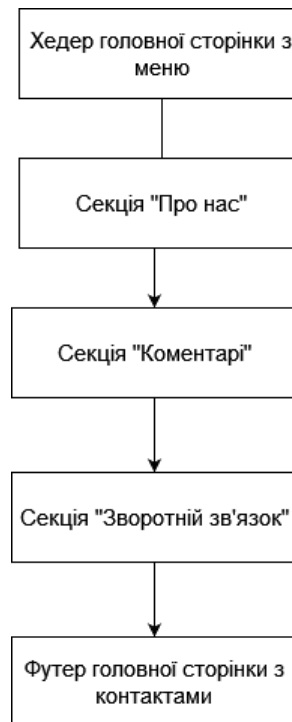 Хедер головної сторінки з
меню
Секція "Про нас"
Секція "Коментарі"
Секція "Зворотній зв'язок"
Футер головної сторінки з
контактами